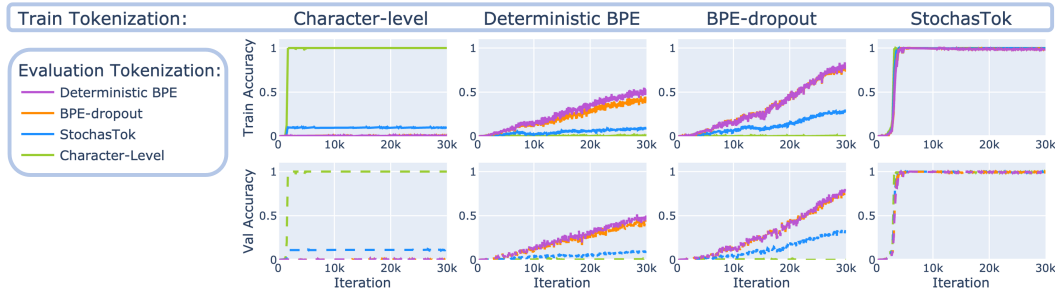 Train Tokenization: Character-level Deterministic BPE BPE-dropout StochasTok
Evaluation Tokenization:
Deterministic BPE
BPE-dropout
StochasTok
Character-Level
Train Accuracy
1
0.5
0
0 10k 20k 30k
1
0.5
0
0 10k 20k 30k
1
0.5
0
0 10k 20k 30k
1
0.5
0
0 10k 20k 30k
Val Accuracy
1
0.5
0
0 10k 20k 30k
Iteration
1
0.5
0
0 10k 20k 30k
Iteration
1
0.5
0
0 10k 20k 30k
Iteration
1
0.5
0
0 10k 20k 30k
Iteration